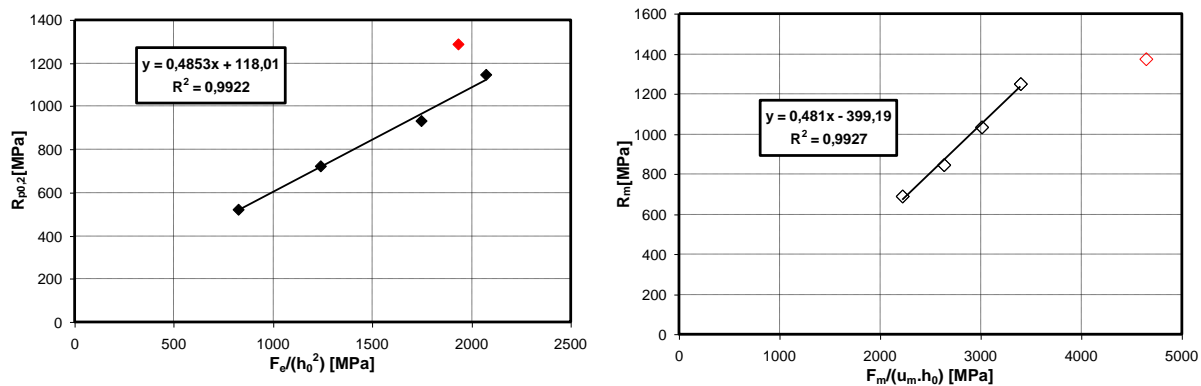 1400
1200
1000
800
600
400
200
0
R_p0,2 [MPa]
y = 0,4853x + 118,01
R² = 0,9922
0 500 1000 1500 2000 2500
F_e/(h_0²) [MPa]
1600
1400
1200
1000
800
600
400
200
0
R_m[MPa]
y = 0,481x - 399,19
R² = 0,9927
0 1000 2000 3000 4000 5000
F_m/(u_m.h_0) [MPa]